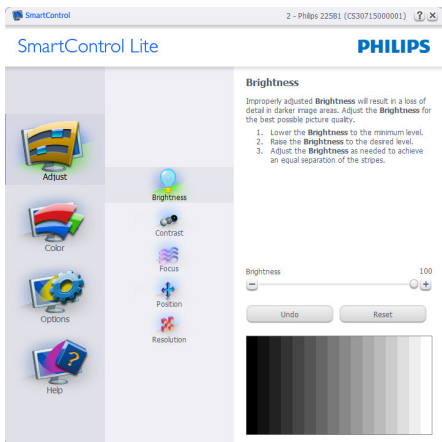 SmartControl
2 - Philips 225B1 (CS30715000001)
SmartControl Lite
PHILIPS
Adjust
Color
Options
Help
Brightness
Contrast
Focus
Position
Resolution
Brightness
Improperly adjusted Brightness will result in a loss of
detail in darker image areas. Adjust the Brightness for
the best possible picture quality.
1. Lower the Brightness to the minimum level.
2. Raise the Brightness to the desired level.
3. Adjust the Brightness as needed to achieve
an equal separation of the stripes.
Brightness 100
Undo Reset